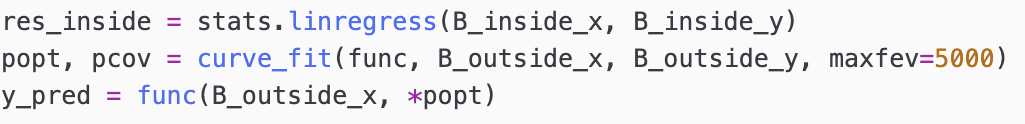 res_inside = stats.linregress(B_inside_x, B_inside_y)
popt, pcov = curve_fit(func, B_outside_x, B_outside_y, maxfev=5000)
y_pred = func(B_outside_x, *popt)